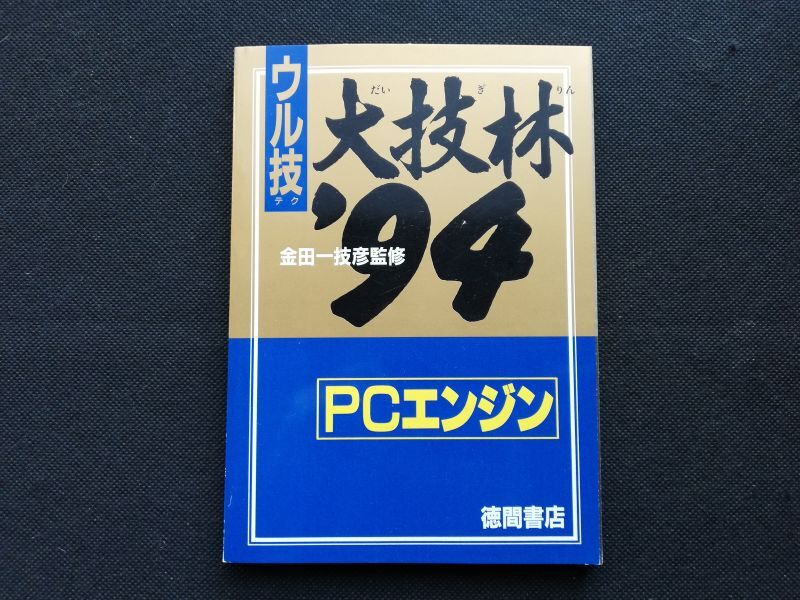 ウル技
テク
だいぎりん
大技林
'94
金田一技彦監修
PCエンジン
徳間書店